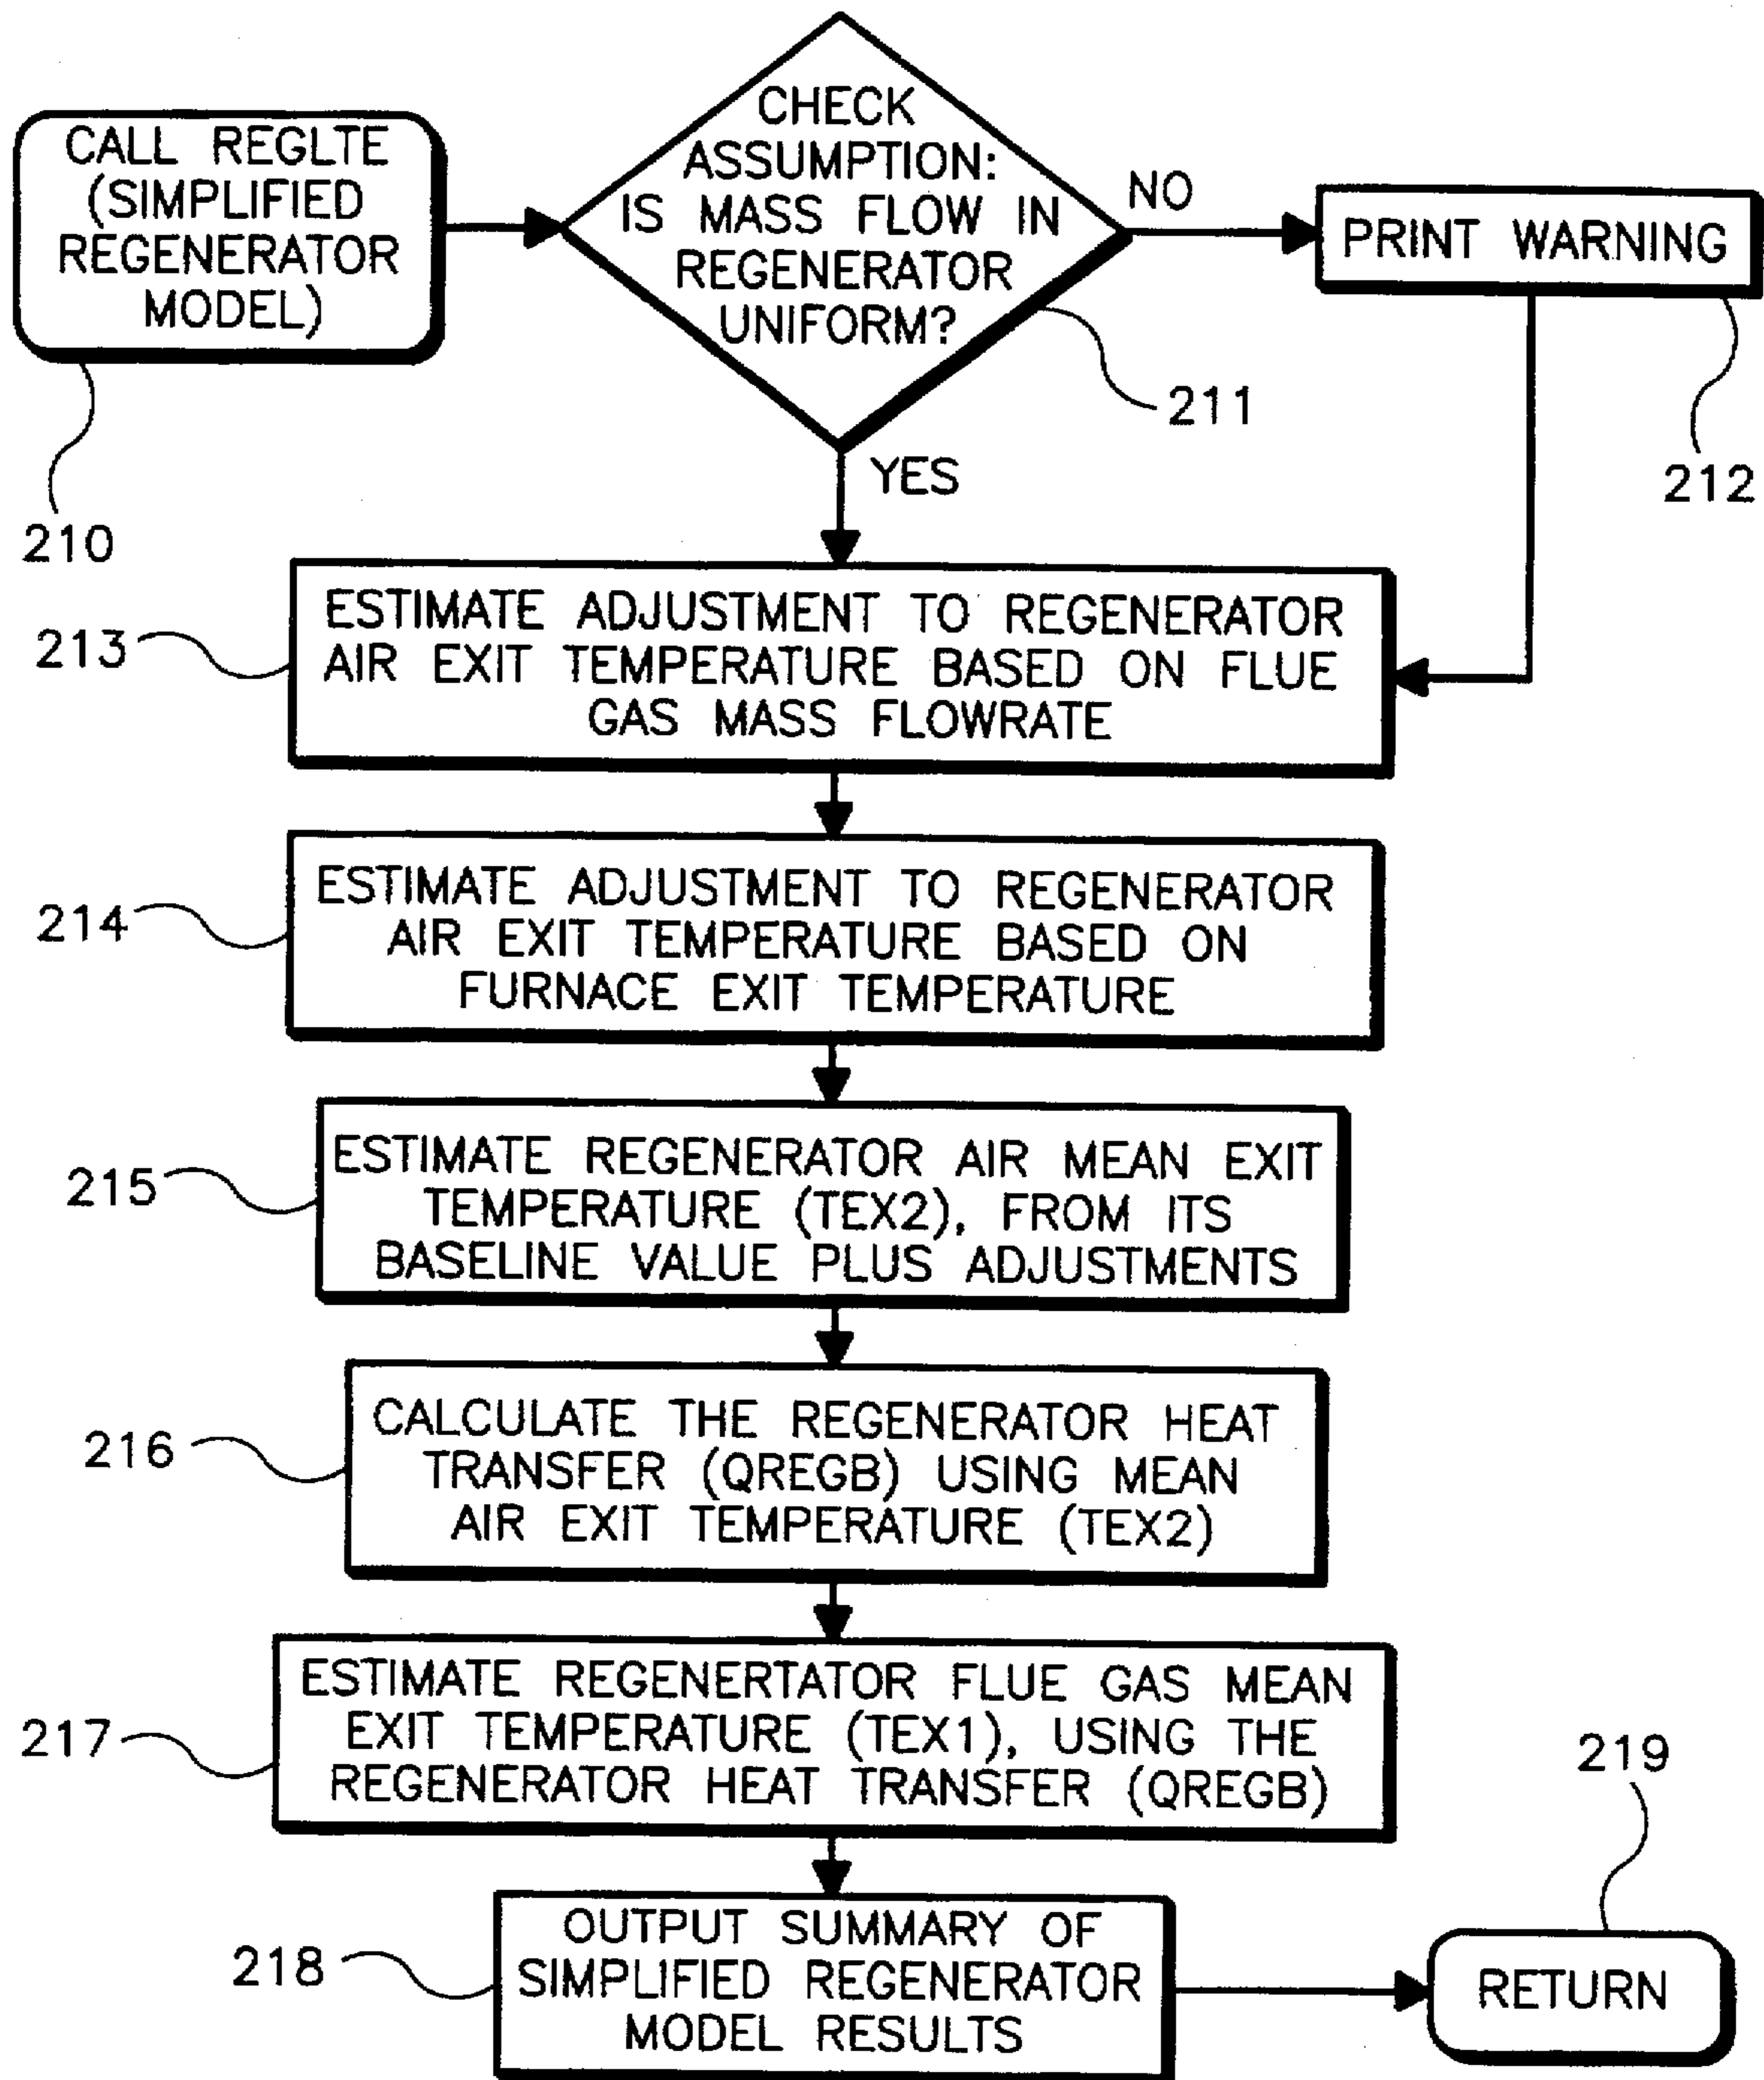 CALL REGLTE
(SIMPLIFIED
REGENERATOR
MODEL)
210
CHECK
ASSUMPTION:
IS MASS FLOW IN
REGENERATOR
UNIFORM?
211
NO
PRINT WARNING
212
YES
ESTIMATE ADJUSTMENT TO REGENERATOR
AIR EXIT TEMPERATURE BASED ON FLUE
GAS MASS FLOWRATE
213
ESTIMATE ADJUSTMENT TO REGENERATOR
AIR EXIT TEMPERATURE BASED ON
FURNACE EXIT TEMPERATURE
214
ESTIMATE REGENERATOR AIR MEAN EXIT
TEMPERATURE (TEX2), FROM ITS
BASELINE VALUE PLUS ADJUSTMENTS
215
CALCULATE THE REGENERATOR HEAT
TRANSFER (QREGB) USING MEAN
AIR EXIT TEMPERATURE (TEX2)
216
ESTIMATE REGENERTATOR FLUE GAS MEAN
EXIT TEMPERATURE (TEX1), USING THE
REGENERATOR HEAT TRANSFER (QREGB)
217
OUTPUT SUMMARY OF
SIMPLIFIED REGENERATOR
MODEL RESULTS
218
RETURN
219